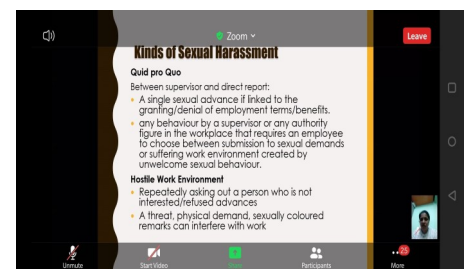 Zoom
Leave
Kinds of Sexual Harassment
Quid pro Quo
Between supervisor and direct report:
• A single sexual advance if linked to the
granting/denial of employment terms/benefits.
• any behaviour by a supervisor or any authority
figure in the workplace that requires an employee
to choose between submission to sexual demands
or suffering work environment created by
unwelcome sexual behaviour.
Hostile Work Environment
• Repeatedly asking out a person who is not
interested/refused advances
• A threat, physical demand, sexually coloured
remarks can interfere with work
25
Unmute Start Video Share Participants More